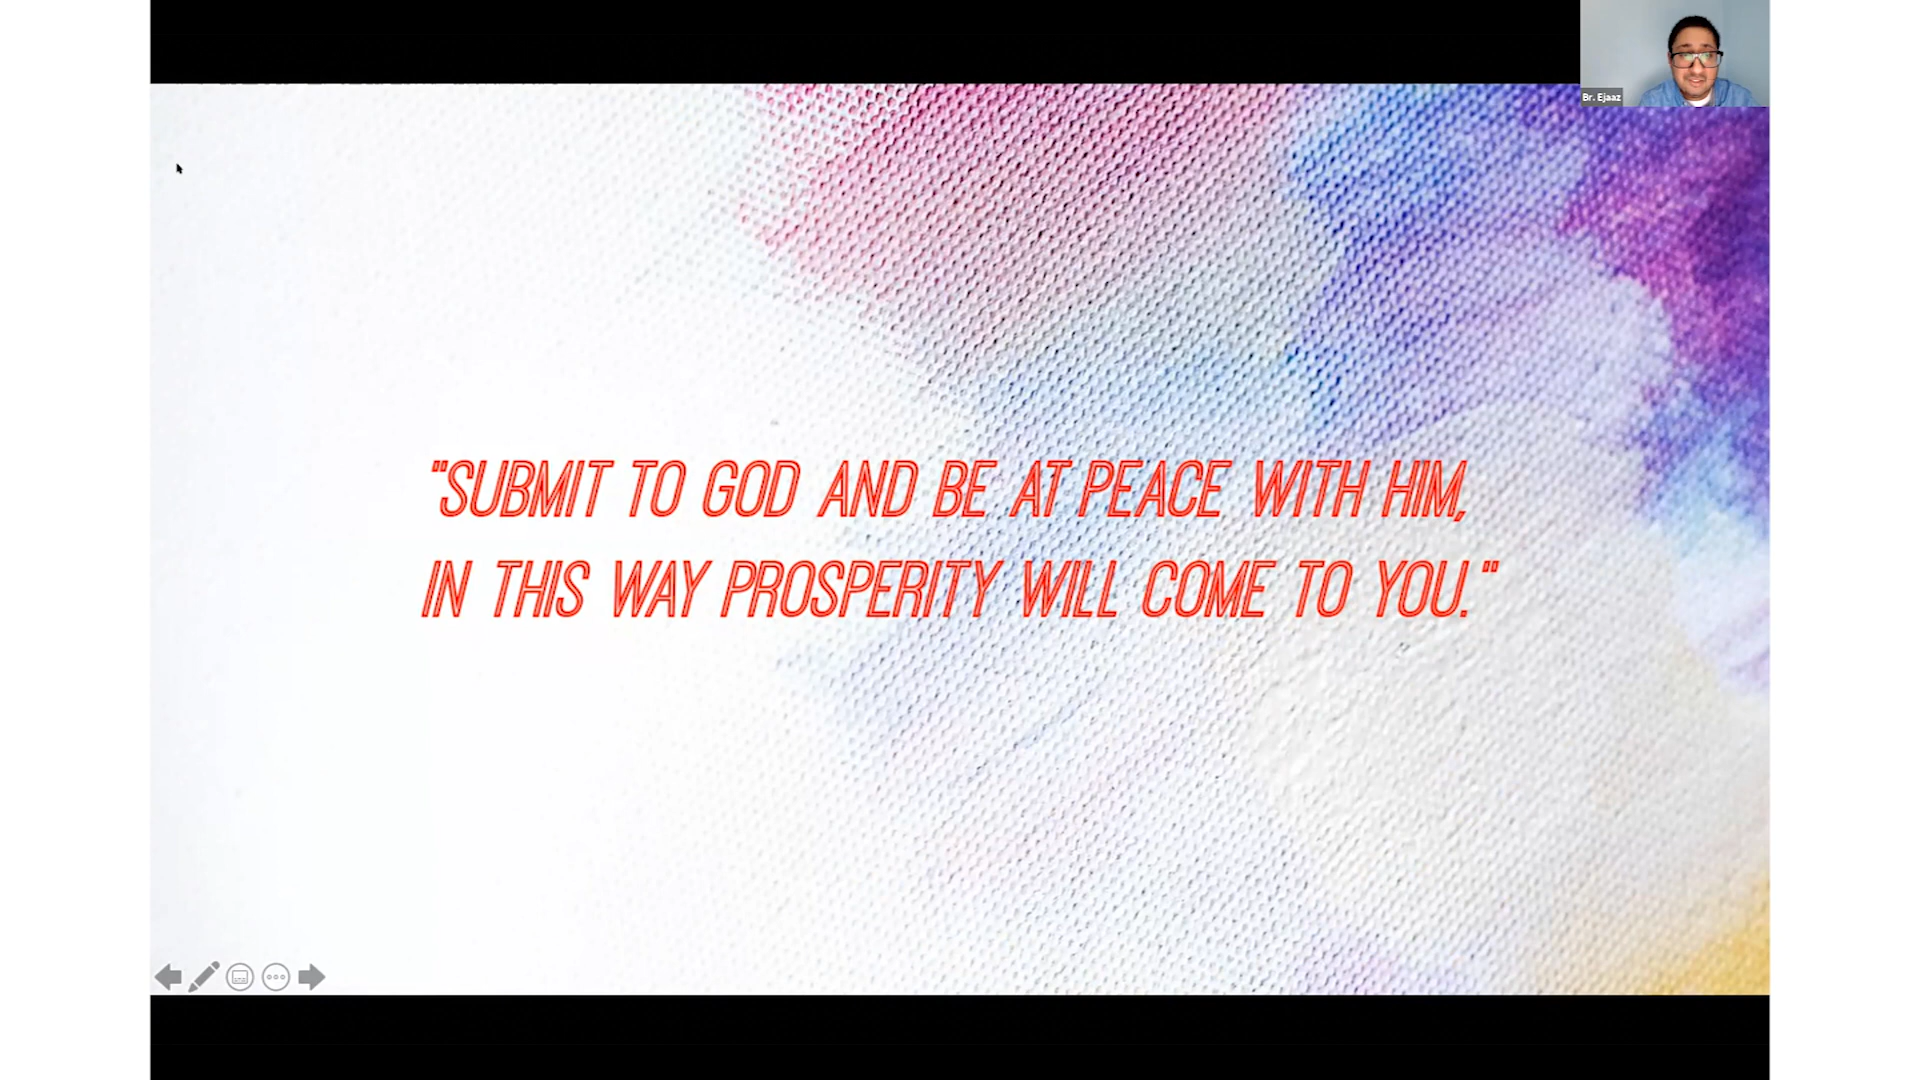 Br. Ejaaz
"SUBMIT TO GOD AND BE AT PEACE WITH HIM,
IN THIS WAY PROSPERITY WILL COME TO YOU."